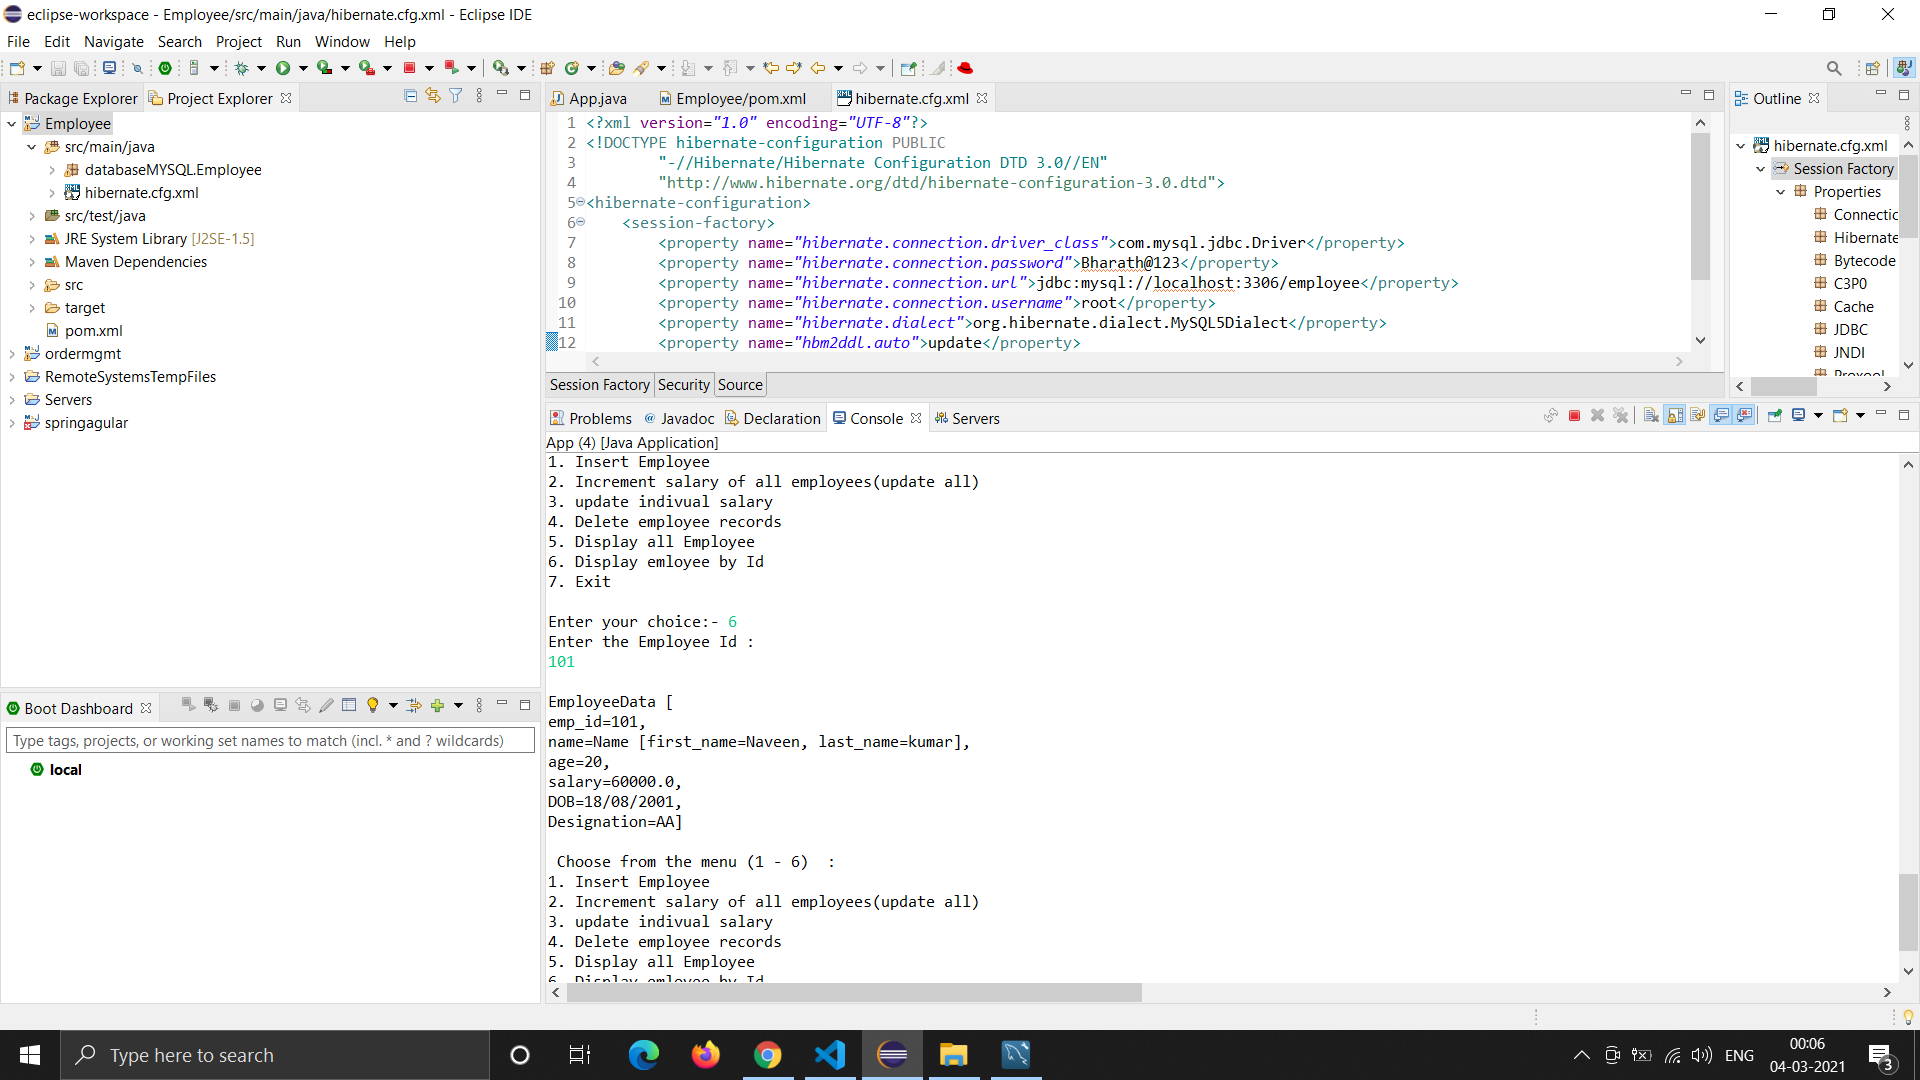 eclipse-workspace - Employee/src/main/java/hibernate.cfg.xml - Eclipse IDE
File Edit Navigate Search Project Run Window Help
Package Explorer Project Explorer
Employee
src/main/java
databaseMYSQL.Employee
hibernate.cfg.xml
src/test/java
JRE System Library [J2SE-1.5]
Maven Dependencies
src
target
pom.xml
ordermgmt
RemoteSystemsTempFiles
Servers
springagular
Boot Dashboard
Type tags, projects, or working set names to match (incl. * and ? wildcards)
local
App.java Employee/pom.xml hibernate.cfg.xml
1 <?xml version="1.0" encoding="UTF-8"?>
2 <!DOCTYPE hibernate-configuration PUBLIC
3 "-//Hibernate/Hibernate Configuration DTD 3.0//EN"
4 "http://www.hibernate.org/dtd/hibernate-configuration-3.0.dtd">
5 <hibernate-configuration>
6 <session-factory>
7 <property name="hibernate.connection.driver_class">com.mysql.jdbc.Driver</property>
8 <property name="hibernate.connection.password">Bharath@123</property>
9 <property name="hibernate.connection.url">jdbc:mysql://localhost:3306/employee</property>
10 <property name="hibernate.connection.username">root</property>
11 <property name="hibernate.dialect">org.hibernate.dialect.MySQL5Dialect</property>
12 <property name="hbm2ddl.auto">update</property>
Session Factory Security Source
Outline
hibernate.cfg.xml
Session Factory
Properties
Connectic
Hibernate
Bytecode
C3P0
Cache
JDBC
JNDI
Proxool
Problems Javadoc Declaration Console Servers
App (4) [Java Application]
1. Insert Employee
2. Increment salary of all employees(update all)
3. update indivual salary
4. Delete employee records
5. Display all Employee
6. Display emloyee by Id
7. Exit
Enter your choice:- 6
Enter the Employee Id :
101
EmployeeData [
emp_id=101,
name=Name [first_name=Naveen, last_name=kumar],
age=20,
salary=60000.0,
DOB=18/08/2001,
Designation=AA]
Choose from the menu (1 - 6) :
1. Insert Employee
2. Increment salary of all employees(update all)
3. update indivual salary
4. Delete employee records
5. Display all Employee
6. Display emloyee by Id
Type here to search
ENG
00:06
04-03-2021
3